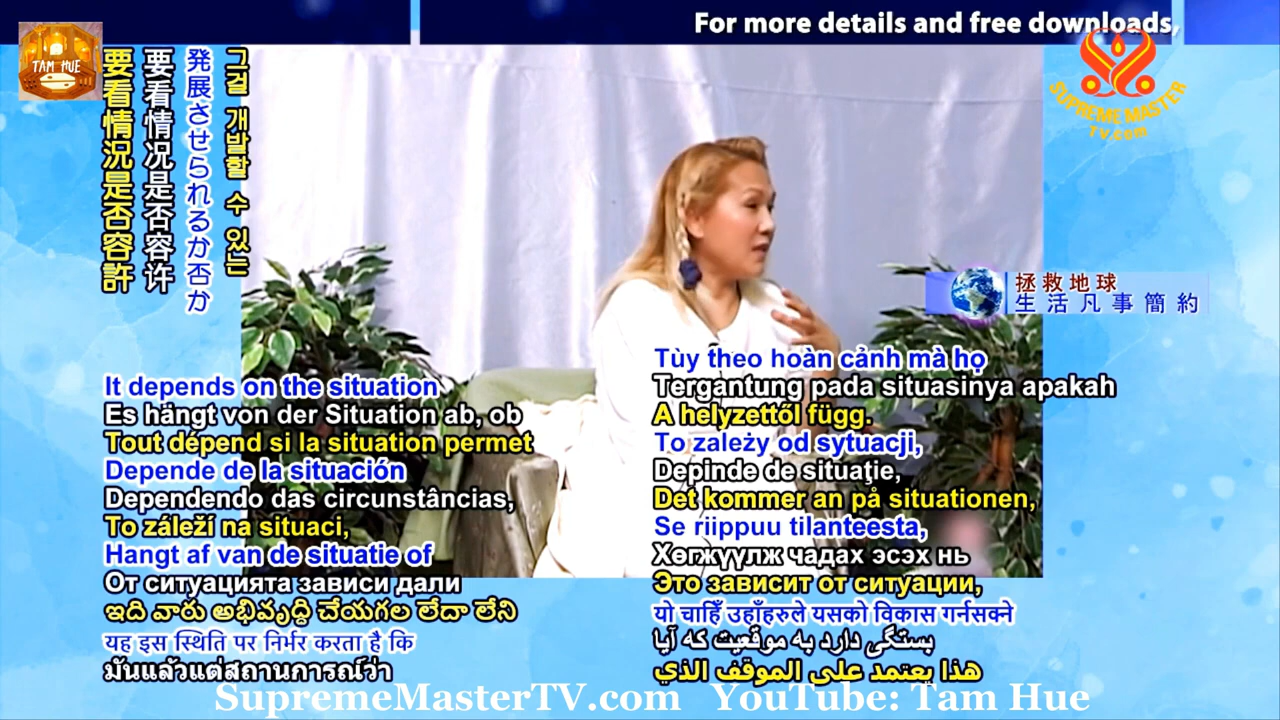 For more details and free downloads,
TAM HUE
SUPREME MASTER
TV.com
要看情況是否容許
要看情况是否容许
発展させられるか否か
그걸 개발할 수 있는
拯救地球
生活凡事簡約
It depends on the situation
Es hängt von der Situation ab, ob
Tout dépend si la situation permet
Depende de la situación
Dependendo das circunstâncias,
To záleží na situaci,
Hangt af van de situatie of
От ситуацията зависи дали
ఇది వారు అభివృద్ధి చేయగల లేదా లేని
यह इस स्थिति पर निर्भर करता है कि
มันแล้วแต่สถานการณ์ว่า
Tùy theo hoàn cảnh mà họ
Tergantung pada situasinya apakah
A helyzettől függ.
To zależy od sytuacji,
Depinde de situaţie,
Det kommer an på situationen,
Se riippuu tilanteesta,
Хөгжүүлж чадах эсэх нь
Это зависит от ситуации,
यो चाहिँ उहाँहरुले यसको विकास गर्नसक्ने
بستگی دارد به موقعیت که آیا
هذا يعتمد على الموقف الذي
SupremeMasterTV.com YouTube: Tam Hue